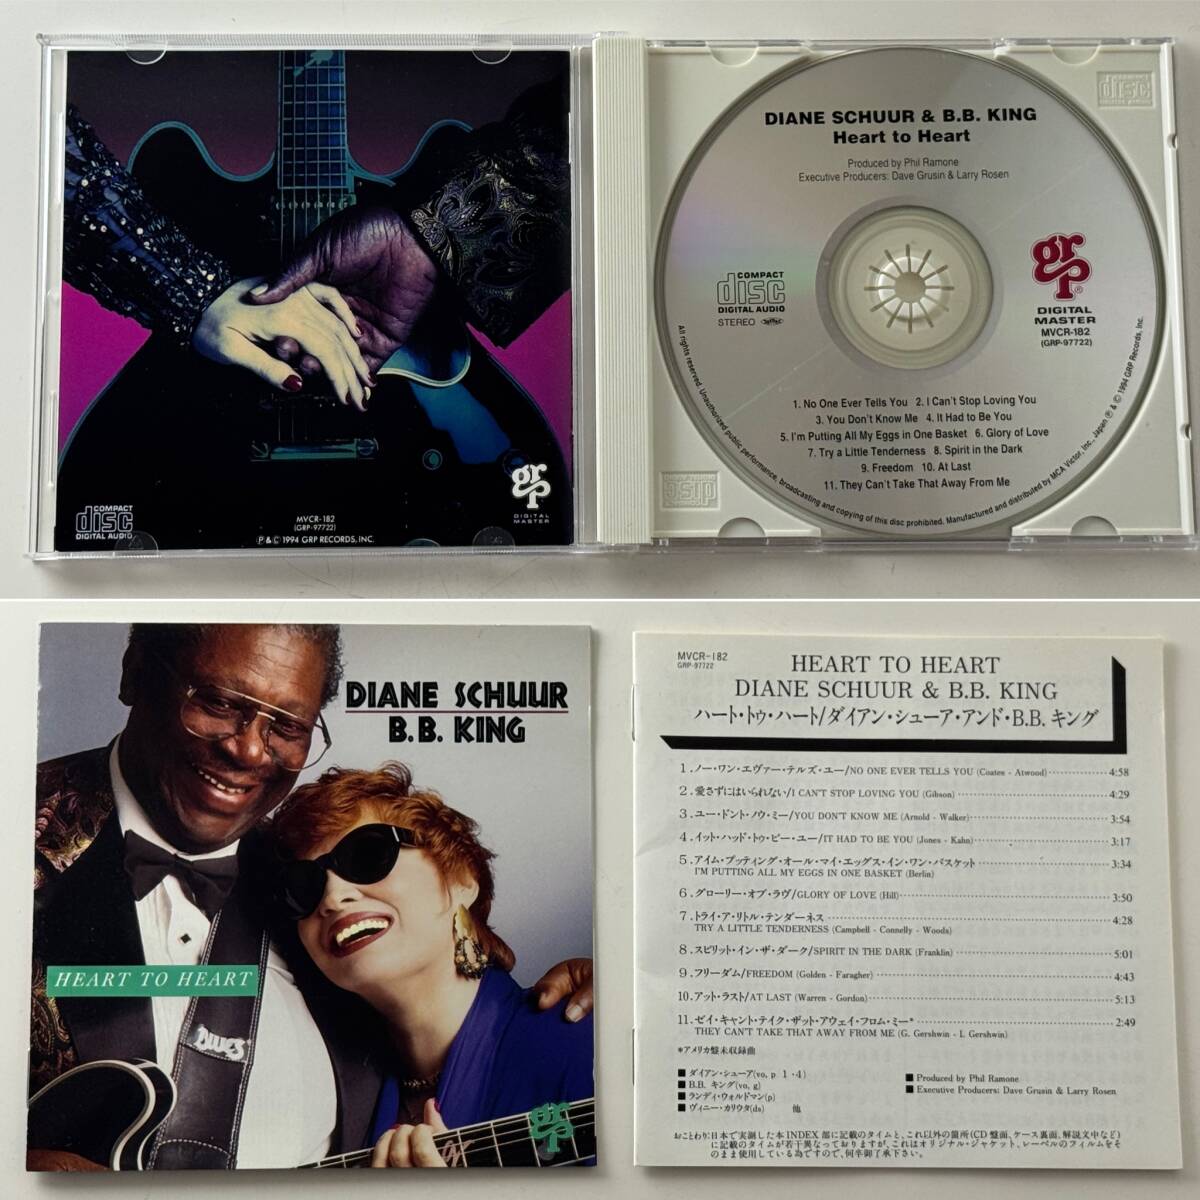 COMPACT
disc
DIGITAL AUDIO
MVCR-182
(GRP-97722)
Ⓟ & © 1994 GRP RECORDS, INC.
grp
DIGITAL
MASTER
DIANE SCHUUR & B.B. KING
Heart to Heart
Produced by Phil Ramone
Executive Producers: Dave Grusin & Larry Rosen
COMPACT
disc
DIGITAL AUDIO
STEREO
grp
DIGITAL
MASTER
MVCR-182
(GRP-97722)
1. No One Ever Tells You 2. I Can't Stop Loving You
3. You Don't Know Me 4. It Had to Be You
5. I'm Putting All My Eggs in One Basket 6. Glory of Love
7. Try a Little Tenderness 8. Spirit in the Dark
9. Freedom 10. At Last
11. They Can't Take That Away From Me
All rights reserved. Unauthorized public performance, broadcasting and copying of this disc prohibited. Manufactured and distributed by MCA Victor, Inc., Japan Ⓟ & © 1994 GRP Records, Inc.
COMPACT
disc
DIANE SCHUUR
B.B. KING
HEART TO HEART
Blues
grp
MVCR-182
GRP-97722
HEART TO HEART
DIANE SCHUUR & B.B. KING
ハート・トゥ・ハート/ダイアン・シューア・アンド・B.B. キング
1. ノー・ワン・エヴァー・テルズ・ユー/NO ONE EVER TELLS YOU (Coates - Atwood) 4:58
2. 愛さずにはいられない/I CAN'T STOP LOVING YOU (Gibson) 4:29
3. ユー・ドント・ノウ・ミー/YOU DON'T KNOW ME (Arnold - Walker) 3:54
4. イット・ハッド・トゥ・ビー・ユー/IT HAD TO BE YOU (Jones - Kahn) 3:17
5. アイム・プッティング・オール・マイ・エッグス・イン・ワン・バスケット 3:34
I'M PUTTING ALL MY EGGS IN ONE BASKET (Berlin)
6. グローリー・オブ・ラヴ/GLORY OF LOVE (Hill) 3:50
7. トライ・ア・リトル・テンダーネス 4:28
TRY A LITTLE TENDERNESS (Campbell - Connelly - Woods)
8. スピリット・イン・ザ・ダーク/SPIRIT IN THE DARK (Franklin) 5:01
9. フリーダム/FREEDOM (Golden - Faragher) 4:43
10. アット・ラスト/AT LAST (Warren - Gordon) 5:13
11. ゼイ・キャント・テイク・ザット・アウェイ・フロム・ミー* 2:49
THEY CAN'T TAKE THAT AWAY FROM ME (G. Gershwin - I. Gershwin)
*アメリカ盤未収録曲
■ ダイアン・シューア(vo, p 1・4)
■ B.B. キング(vo, g)
■ ランディ・ウォルドマン(p)
■ ヴィニー・カリウタ(ds) 他
■ Produced by Phil Ramone
■ Executive Producers: Dave Grusin & Larry Rosen
おことわり:日本で実測した本INDEX部に記載のタイムと、これ以外の箇所(CD盤面、ケース裏面、解説文中など)
に記載のタイムが若干異なっておりますが、これはオリジナル・ジャケット、レーベルのフィルムをそ
のまま使用している為ですので、何卒御了承下さい。